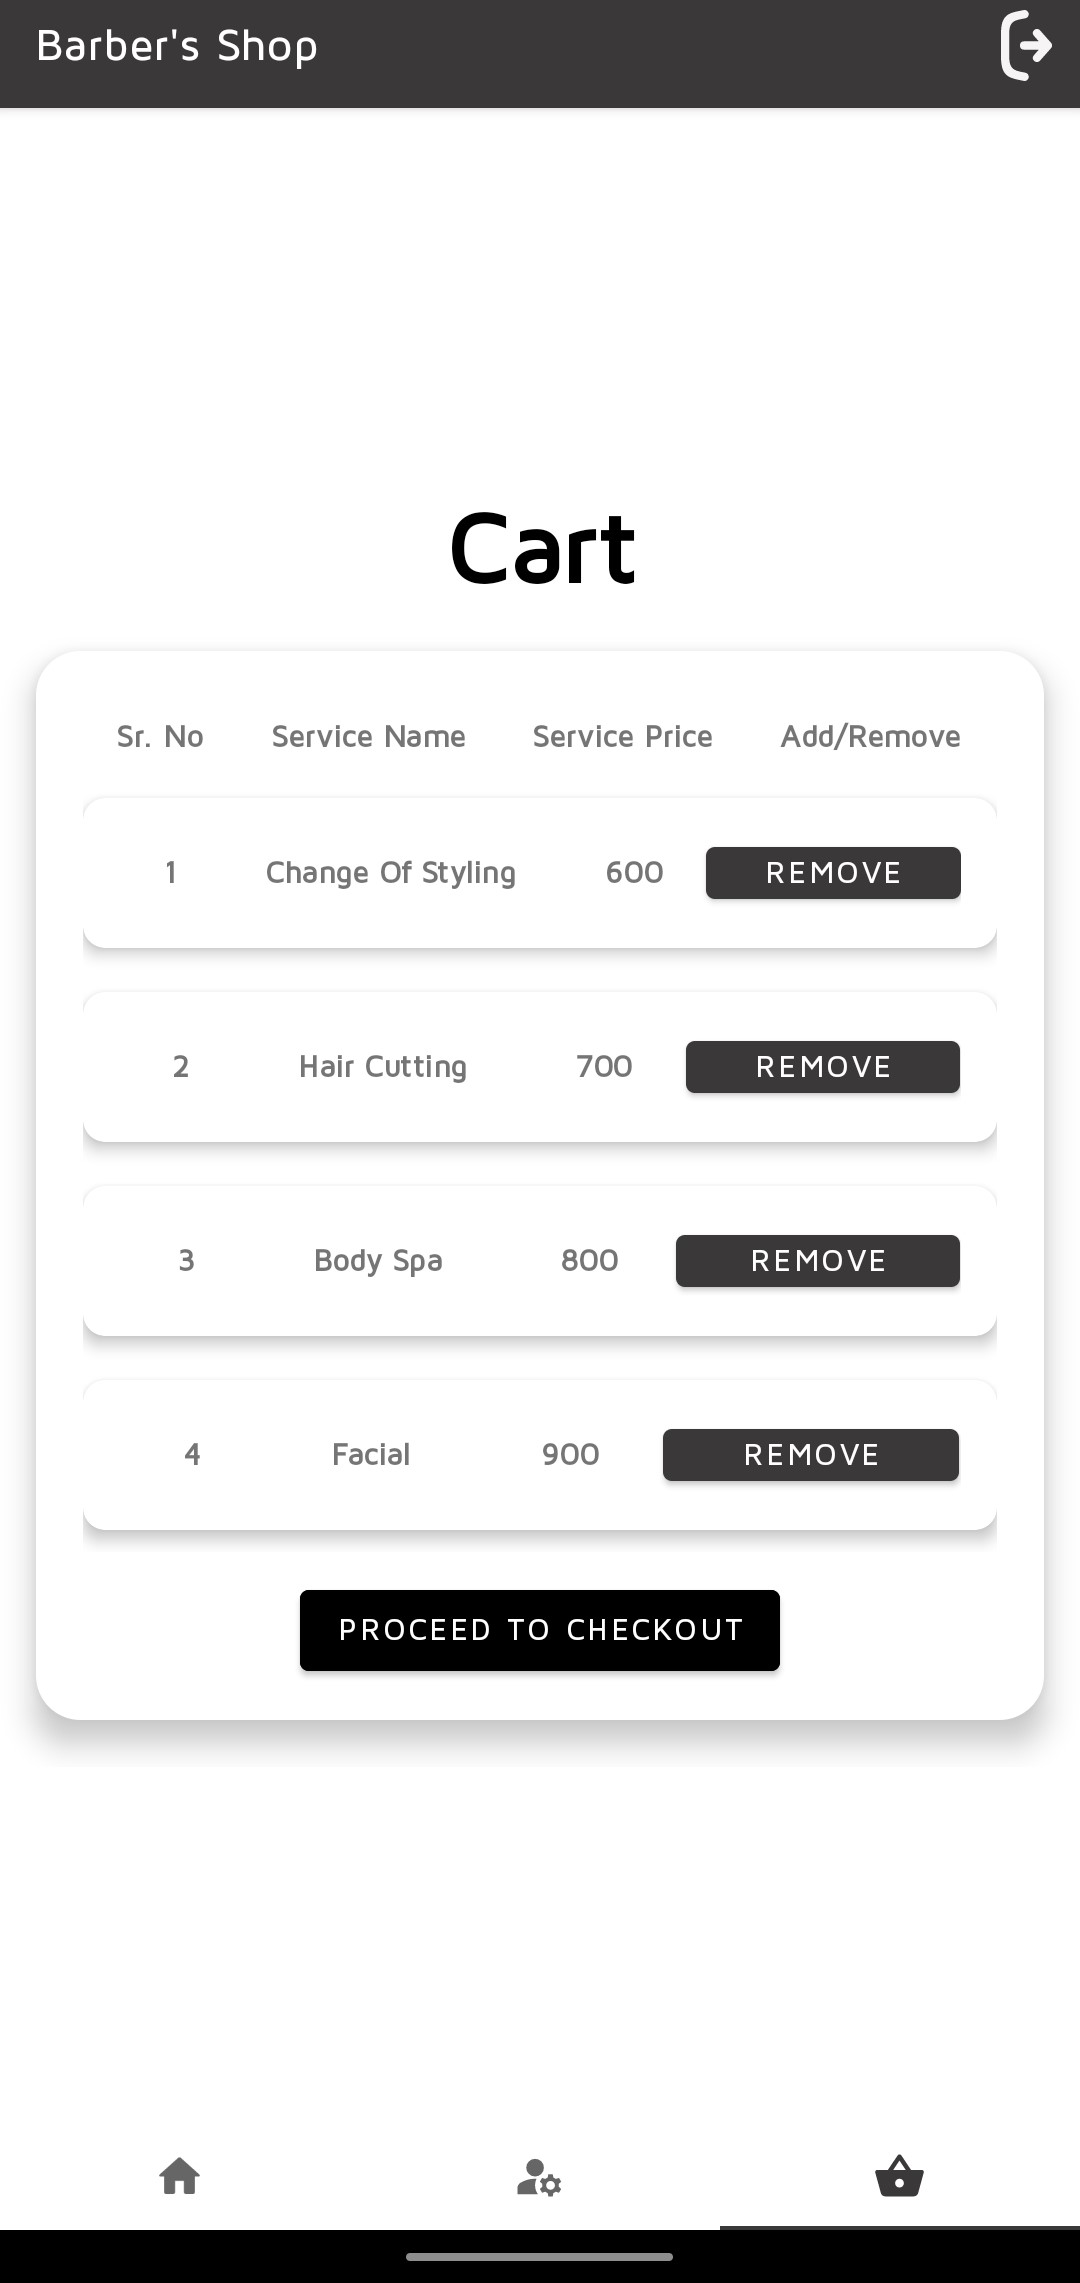 Barber's Shop
Cart
Sr. No Service Name Service Price Add/Remove
1 Change Of Styling 600 REMOVE
2 Hair Cutting 700 REMOVE
3 Body Spa 800 REMOVE
4 Facial 900 REMOVE
PROCEED TO CHECKOUT